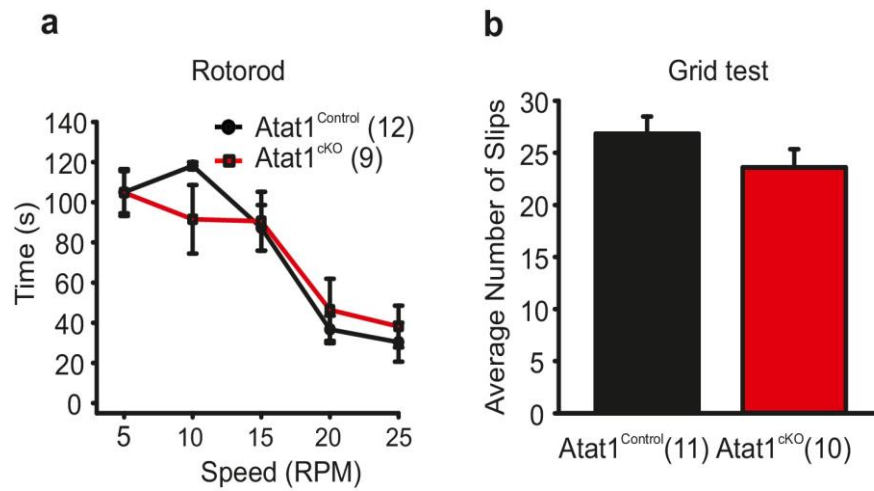 a
Rotorod
Atat1Control (12)
Atat1cKO (9)
140
120
100
80
60
40
20
0
Time (s)
5 10 15 20 25
Speed (RPM)
b
Grid test
30
25
20
15
10
5
0
Average Number of Slips
Atat1Control(11) Atat1cKO(10)